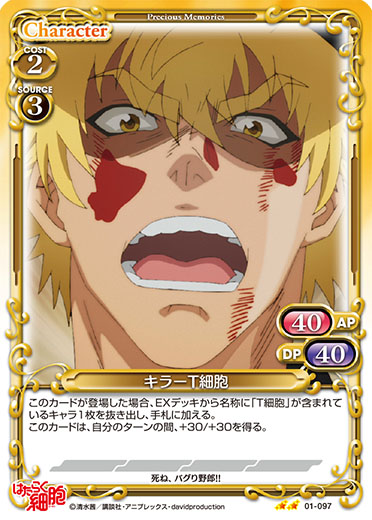 Precious Memories
Character
COST
2
SOURCE
3
40 AP
DP 40
キラーT細胞
このカードが登場した場合、EXデッキから名称に「T細胞」が含まれて
いるキャラ1枚を抜き出し、手札に加える。
このカードは、自分のターンの間、+30/+30を得る。
はたらく
細胞
死ね、バグり野郎!!
©清水茜/講談社・アニプレックス・davidproduction
01-097